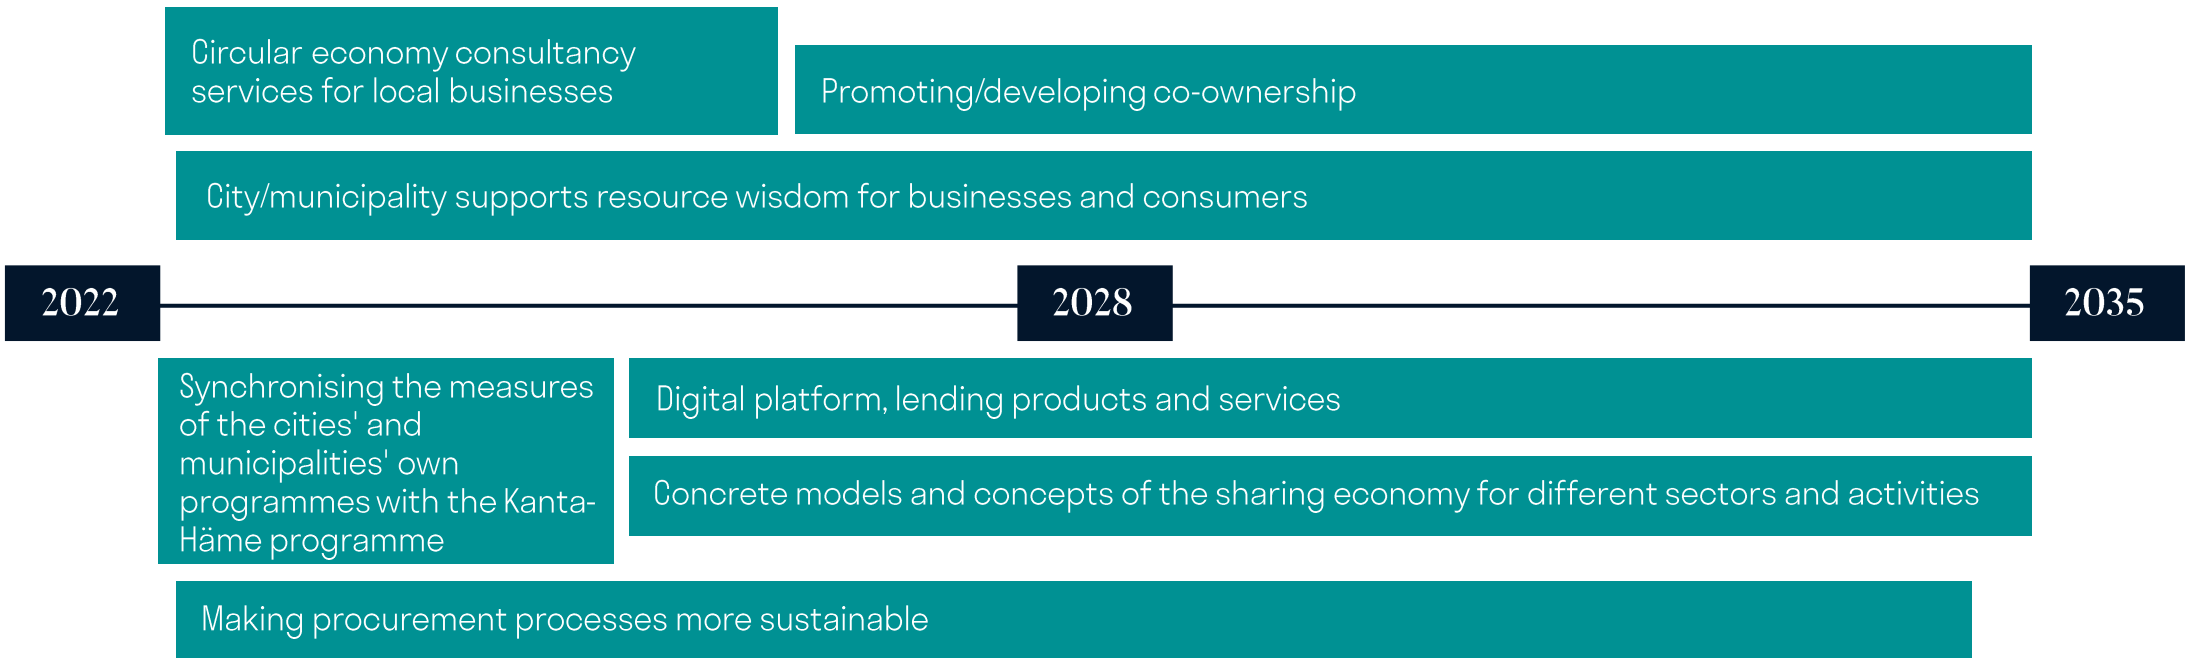 Circular economy consultancy
services for local businesses
Promoting/developing co-ownership
City/municipality supports resource wisdom for businesses and consumers
2022
2028
2035
Synchronising the measures
of the cities' and
municipalities' own
programmes with the Kanta-
Häme programme
Digital platform, lending products and services
Concrete models and concepts of the sharing economy for different sectors and activities
Making procurement processes more sustainable